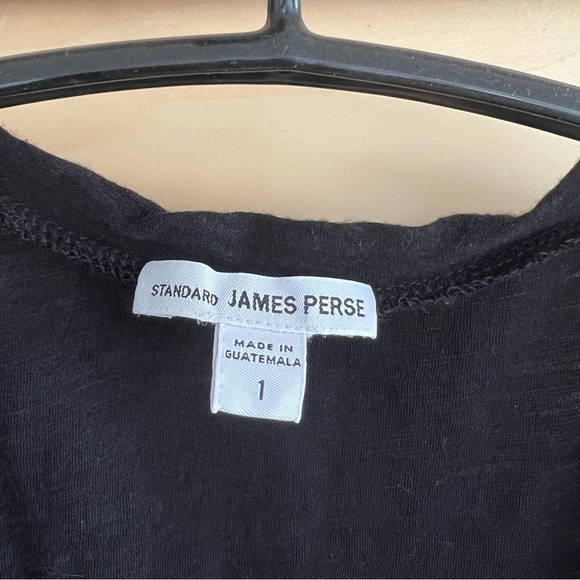 STANDARD JAMES PERSE
MADE IN
GUATEMALA
1